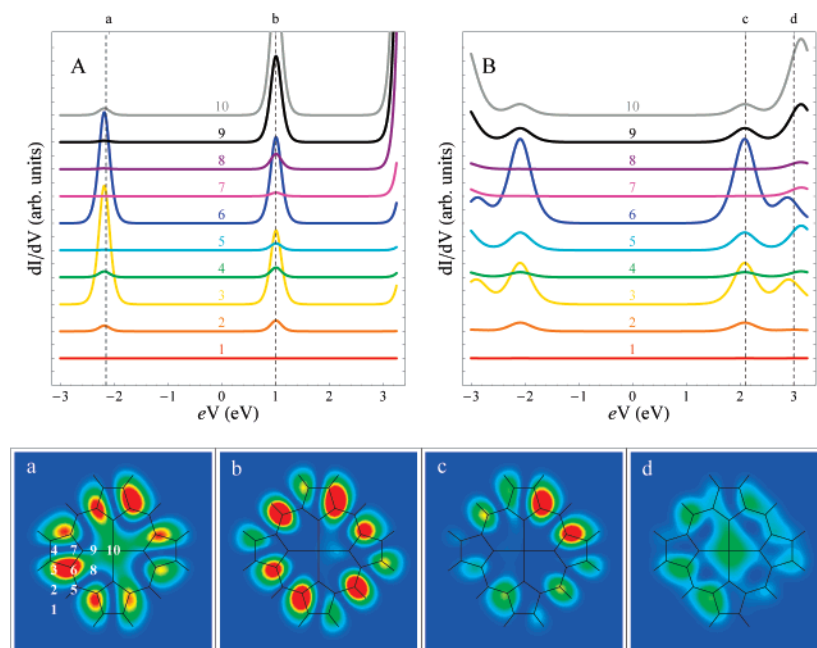 a b c d
A B
10 10
9 9
8 8
7 7
6 6
5 5
4 4
3 3
2 2
1 1
dI/dV (arb. units) dI/dV (arb. units)
−3 −2 −1 0 1 2 3 −3 −2 −1 0 1 2 3
eV (eV) eV (eV)
a b c d
4 7 9 10
3 6 8
2 5
1